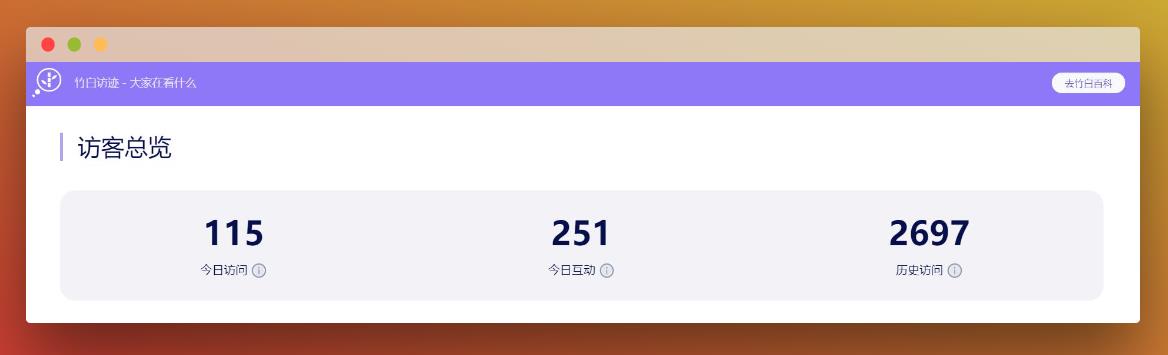 竹白访迹 - 大家在看什么
去竹白百科
访客总览
115
251
2697
今日访问
今日互动
历史访问